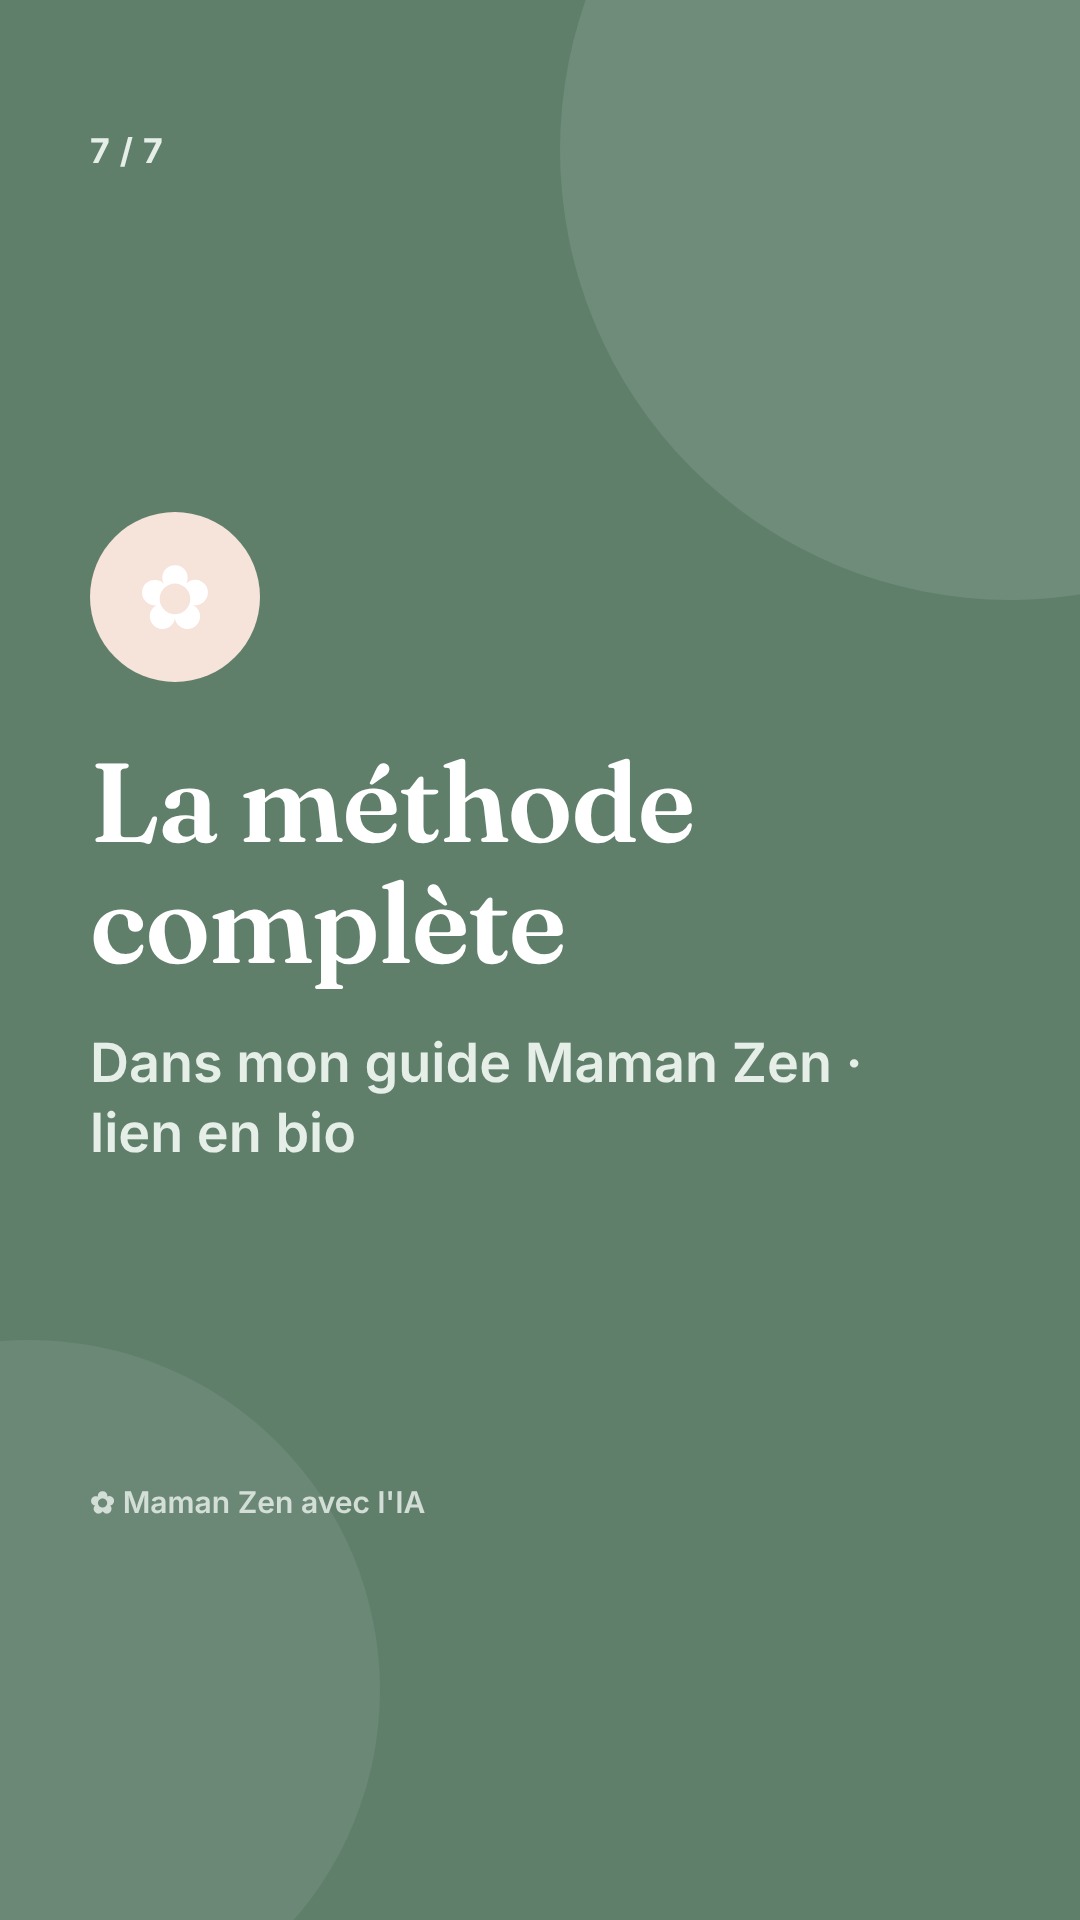 7 / 7
✿
La méthode
complète
Dans mon guide Maman Zen ·
lien en bio
✿ Maman Zen avec l'IA